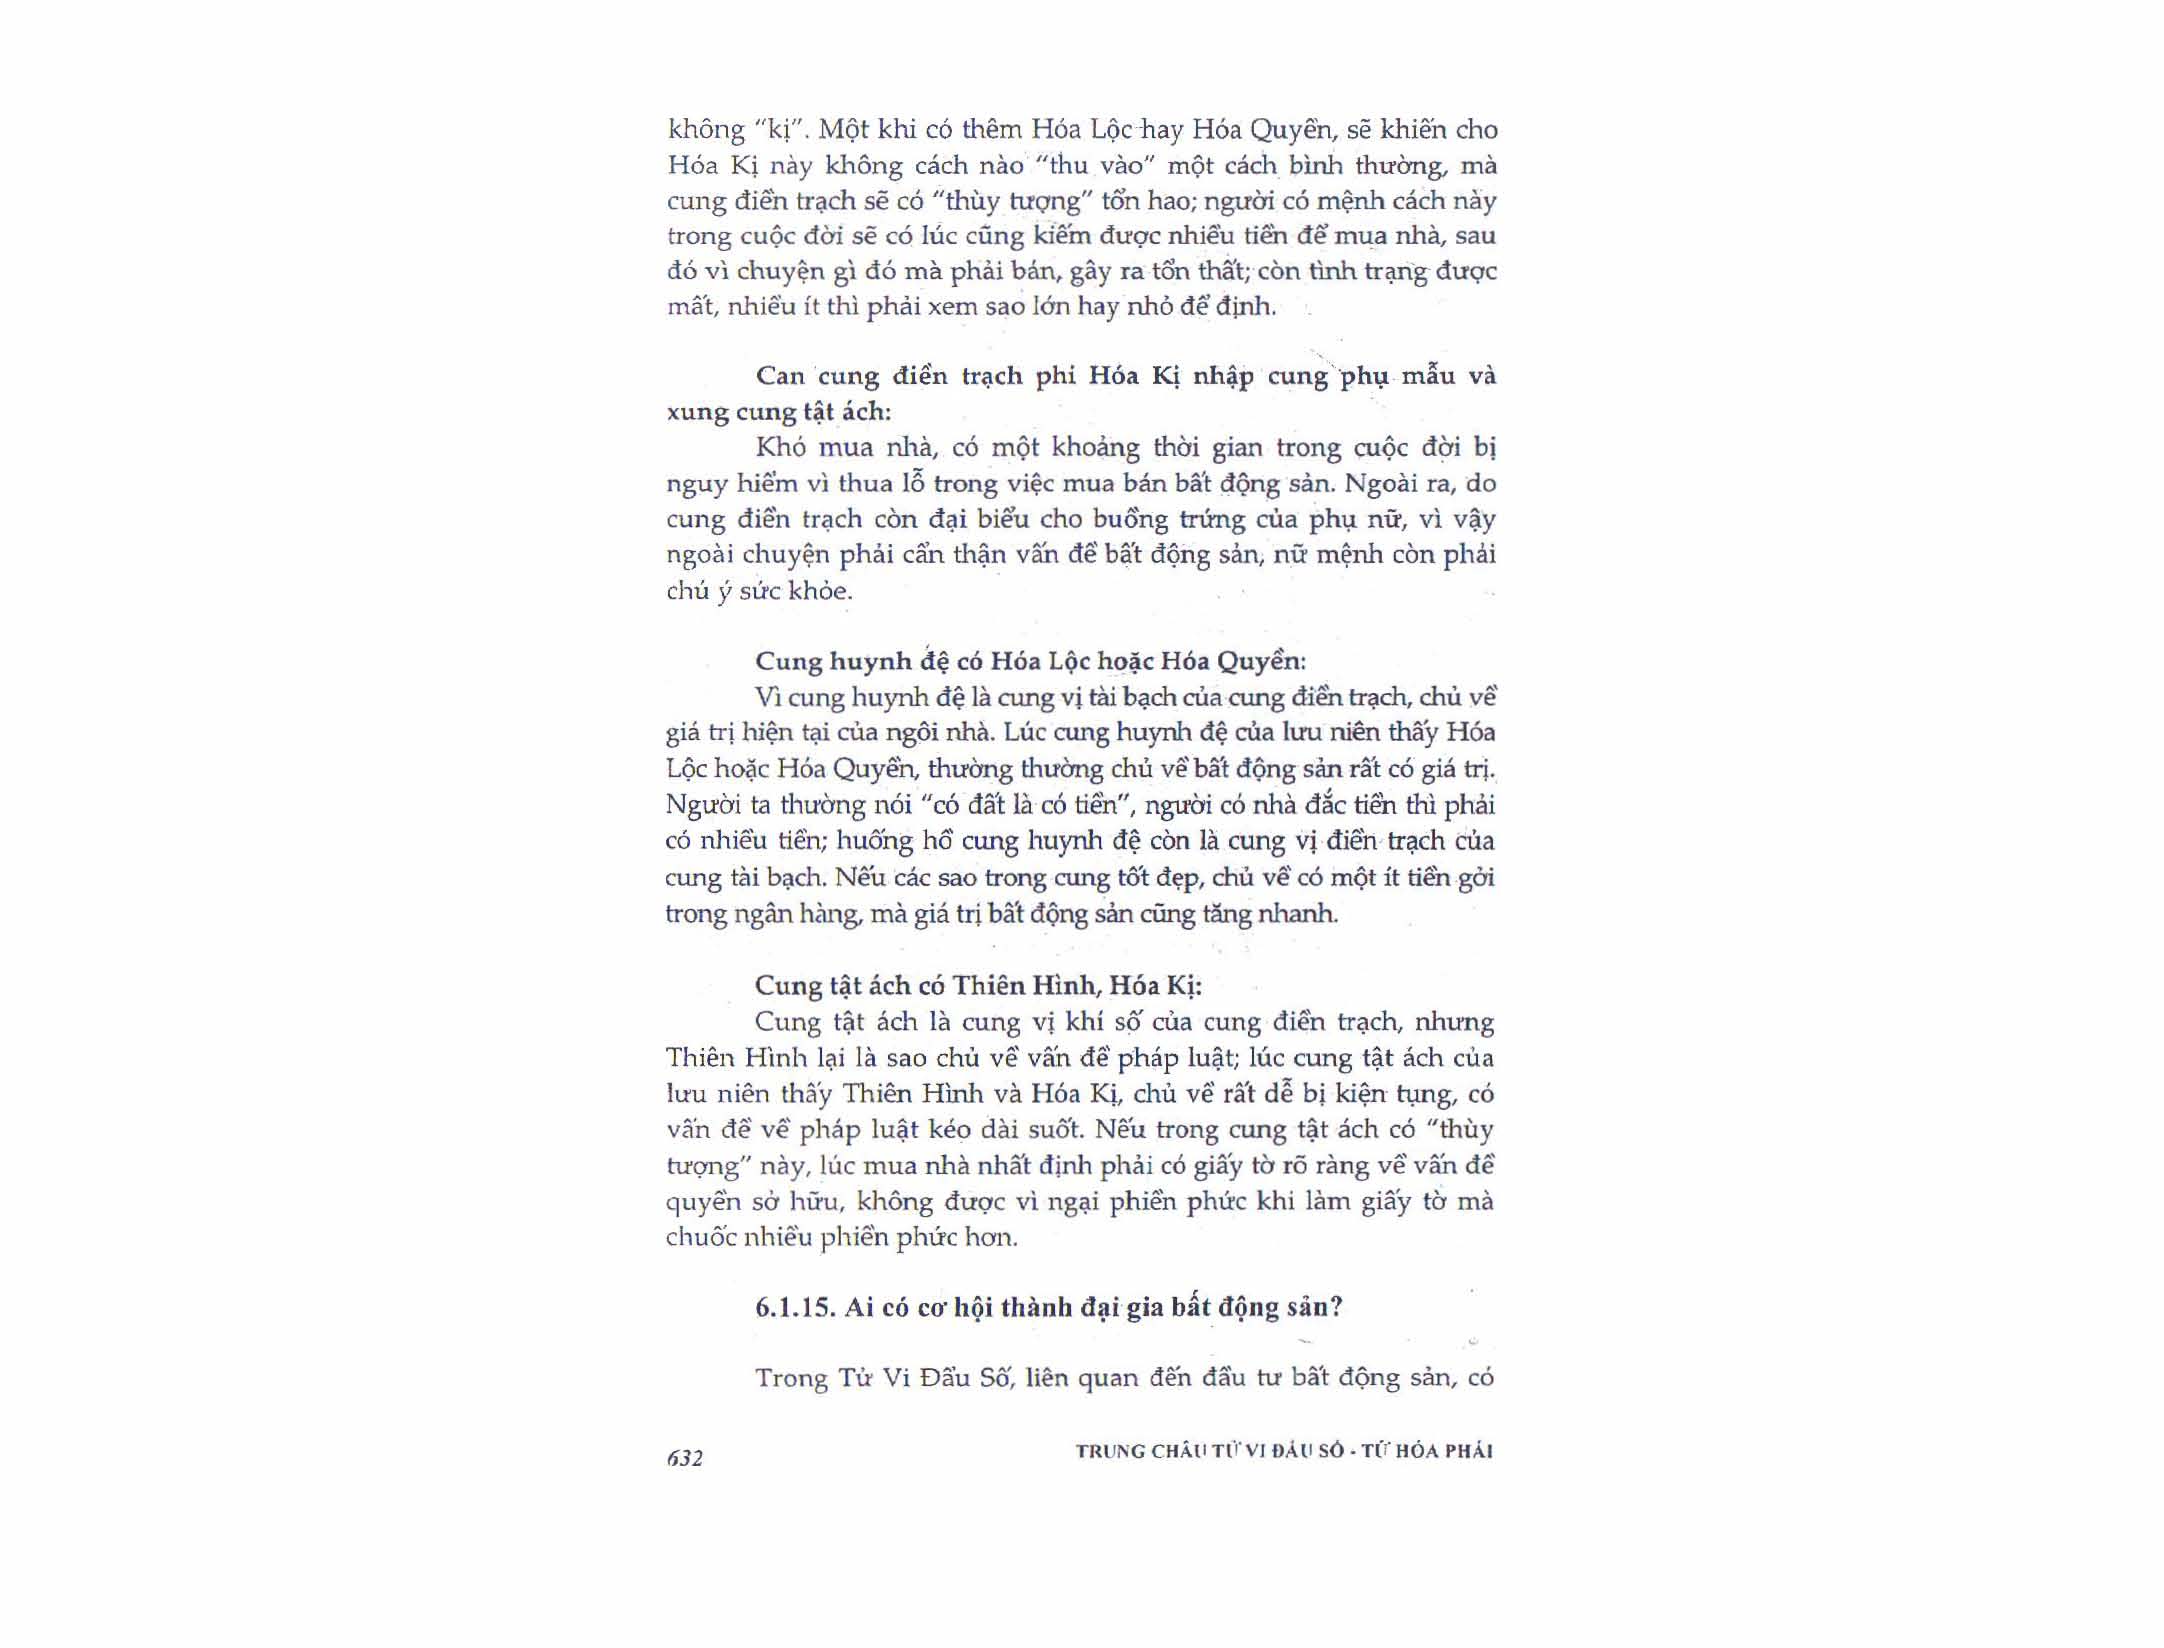 không "kị". Một khi có thêm Hóa Lộc hay Hóa Quyền, sẽ khiến cho
Hóa Kị này không cách nào "thu vào" một cách bình thường, mà
cung điền trạch sẽ có "thùy tượng" tổn hao; người có mệnh cách này
trong cuộc đời sẽ có lúc cũng kiếm được nhiều tiền để mua nhà, sau
đó vì chuyện gì đó mà phải bán, gây ra tổn thất; còn tình trạng được
mất, nhiều ít thì phải xem sao lớn hay nhỏ để định.
Can cung điền trạch phi Hóa Kị nhập cung phụ mẫu và
xung cung tật ách:
Khó mua nhà, có một khoảng thời gian trong cuộc đời bị
nguy hiểm vì thua lỗ trong việc mua bán bất động sản. Ngoài ra, do
cung điền trạch còn đại biểu cho buồng trứng của phụ nữ, vì vậy
ngoài chuyện phải cẩn thận vấn đề bất động sản, nữ mệnh còn phải
chú ý sức khỏe.
Cung huynh đệ có Hóa Lộc hoặc Hóa Quyền:
Vì cung huynh đệ là cung vị tài bạch của cung điền trạch, chủ về
giá trị hiện tại của ngôi nhà. Lúc cung huynh đệ của lưu niên thấy Hóa
Lộc hoặc Hóa Quyền, thường thường chủ về bất động sản rất có giá trị.
Người ta thường nói "có đất là có tiền", người có nhà đắc tiền thì phải
có nhiều tiền; huống hồ cung huynh đệ còn là cung vị điền trạch của
cung tài bạch. Nếu các sao trong cung tốt đẹp, chủ về có một ít tiền gởi
trong ngân hàng, mà giá trị bất động sản cũng tăng nhanh.
Cung tật ách có Thiên Hình, Hóa Kị:
Cung tật ách là cung vị khí số của cung điền trạch, nhưng
Thiên Hình lại là sao chủ về vấn đề pháp luật; lúc cung tật ách của
lưu niên thấy Thiên Hình và Hóa Kị, chủ về rất dễ bị kiện tụng, có
vấn đề về pháp luật kéo dài suốt. Nếu trong cung tật ách có "thùy
tượng" này, lúc mua nhà nhất định phải có giấy tờ rõ ràng về vấn đề
quyền sở hữu, không được vì ngại phiền phức khi làm giấy tờ mà
chuốc nhiều phiền phức hơn.
6.1.15. Ai có cơ hội thành đại gia bất động sản?
Trong Tử Vi Đẩu Số, liên quan đến đầu tư bất động sản, có
632
TRUNG CHÂU TỬ VI ĐẨU SỐ - TỨ HÓA PHÁI